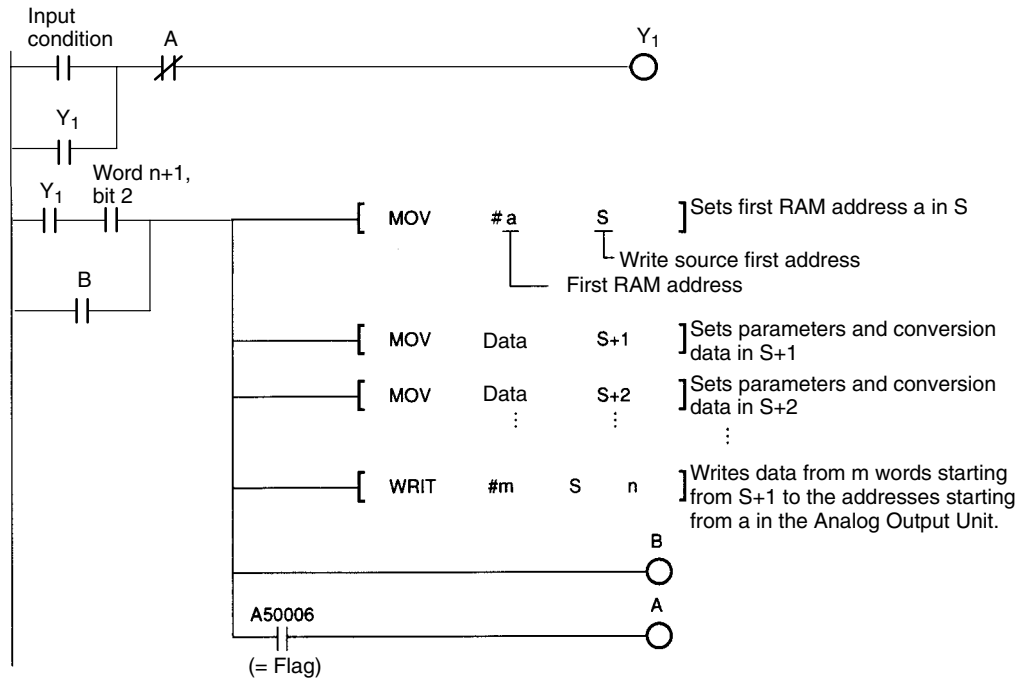 Input
condition
A
Y₁
Y₁
Y₁
Word n+1,
bit 2
B
MOV #a S
Sets first RAM address a in S
Write source first address
First RAM address
MOV Data S+1
Sets parameters and conversion
data in S+1
MOV Data S+2
Sets parameters and conversion
data in S+2
WRIT #m S n
Writes data from m words starting
from S+1 to the addresses starting
from a in the Analog Output Unit.
B
A50006
A
(= Flag)